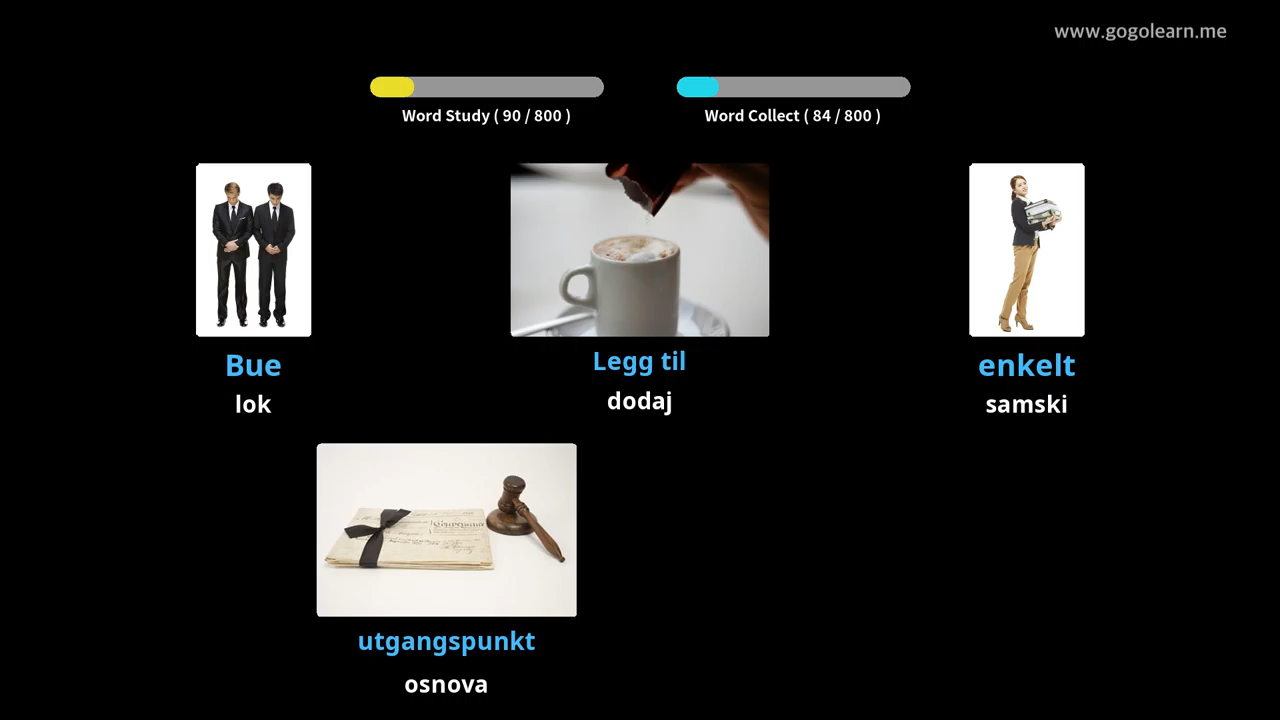 www.gogolearn.me
Word Study ( 90 / 800 )
Word Collect ( 84 / 800 )
Bue
lok
Legg til
dodaj
enkelt
samski
utgangspunkt
osnova